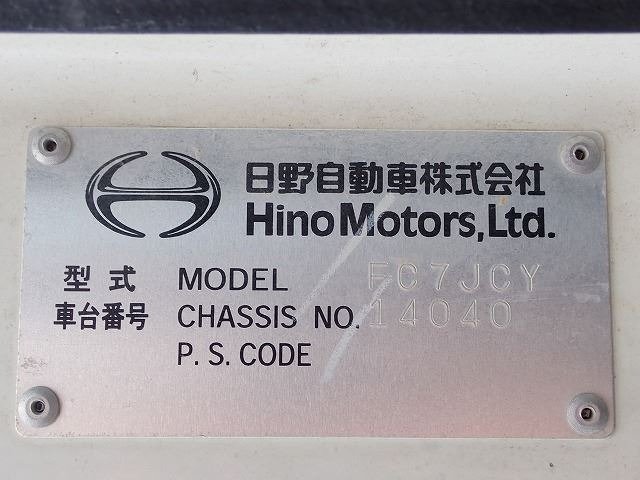 日野自動車株式会社
Hino Motors, Ltd.
型式 MODEL FC7JCY
車台番号 CHASSIS NO. 14040
P.S. CODE